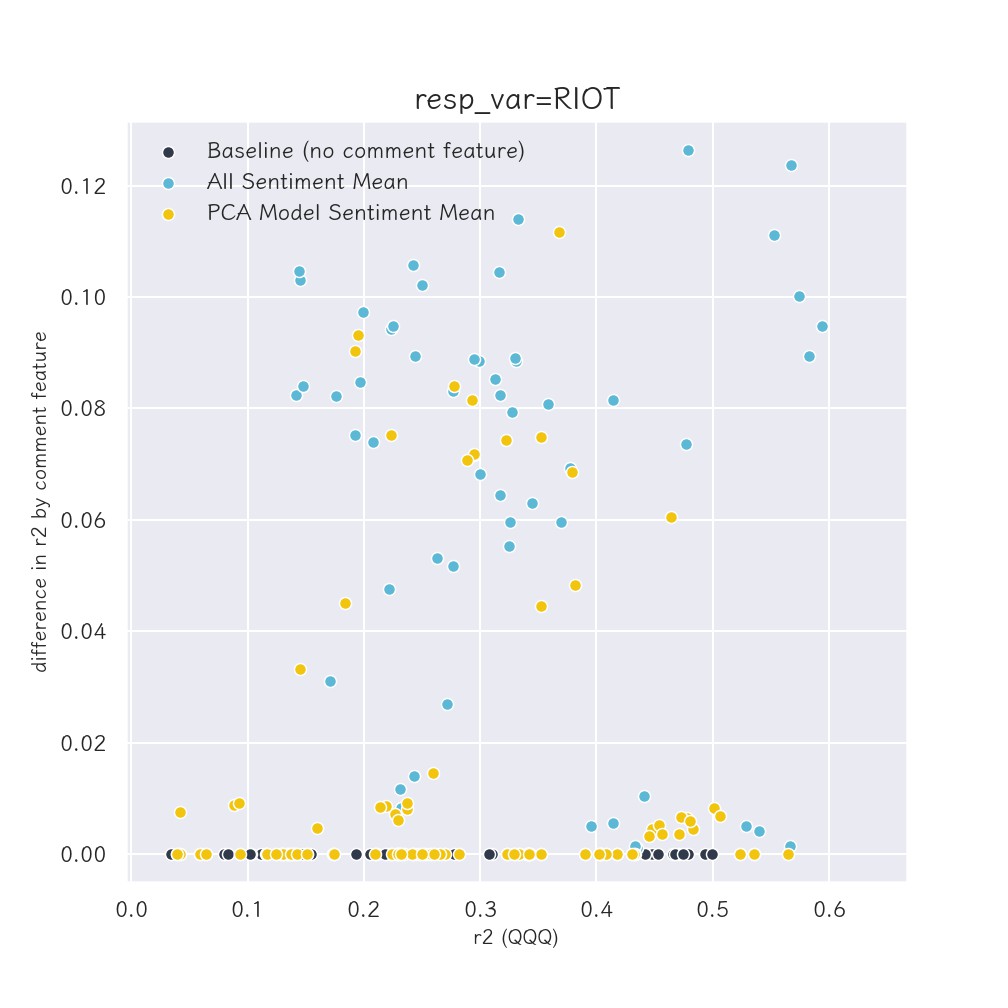 resp_var=RIOT
Baseline (no comment feature)
All Sentiment Mean
PCA Model Sentiment Mean
0.12
0.10
0.08
0.06
0.04
0.02
0.00
difference in r2 by comment feature
0.0 0.1 0.2 0.3 0.4 0.5 0.6
r2 (QQQ)